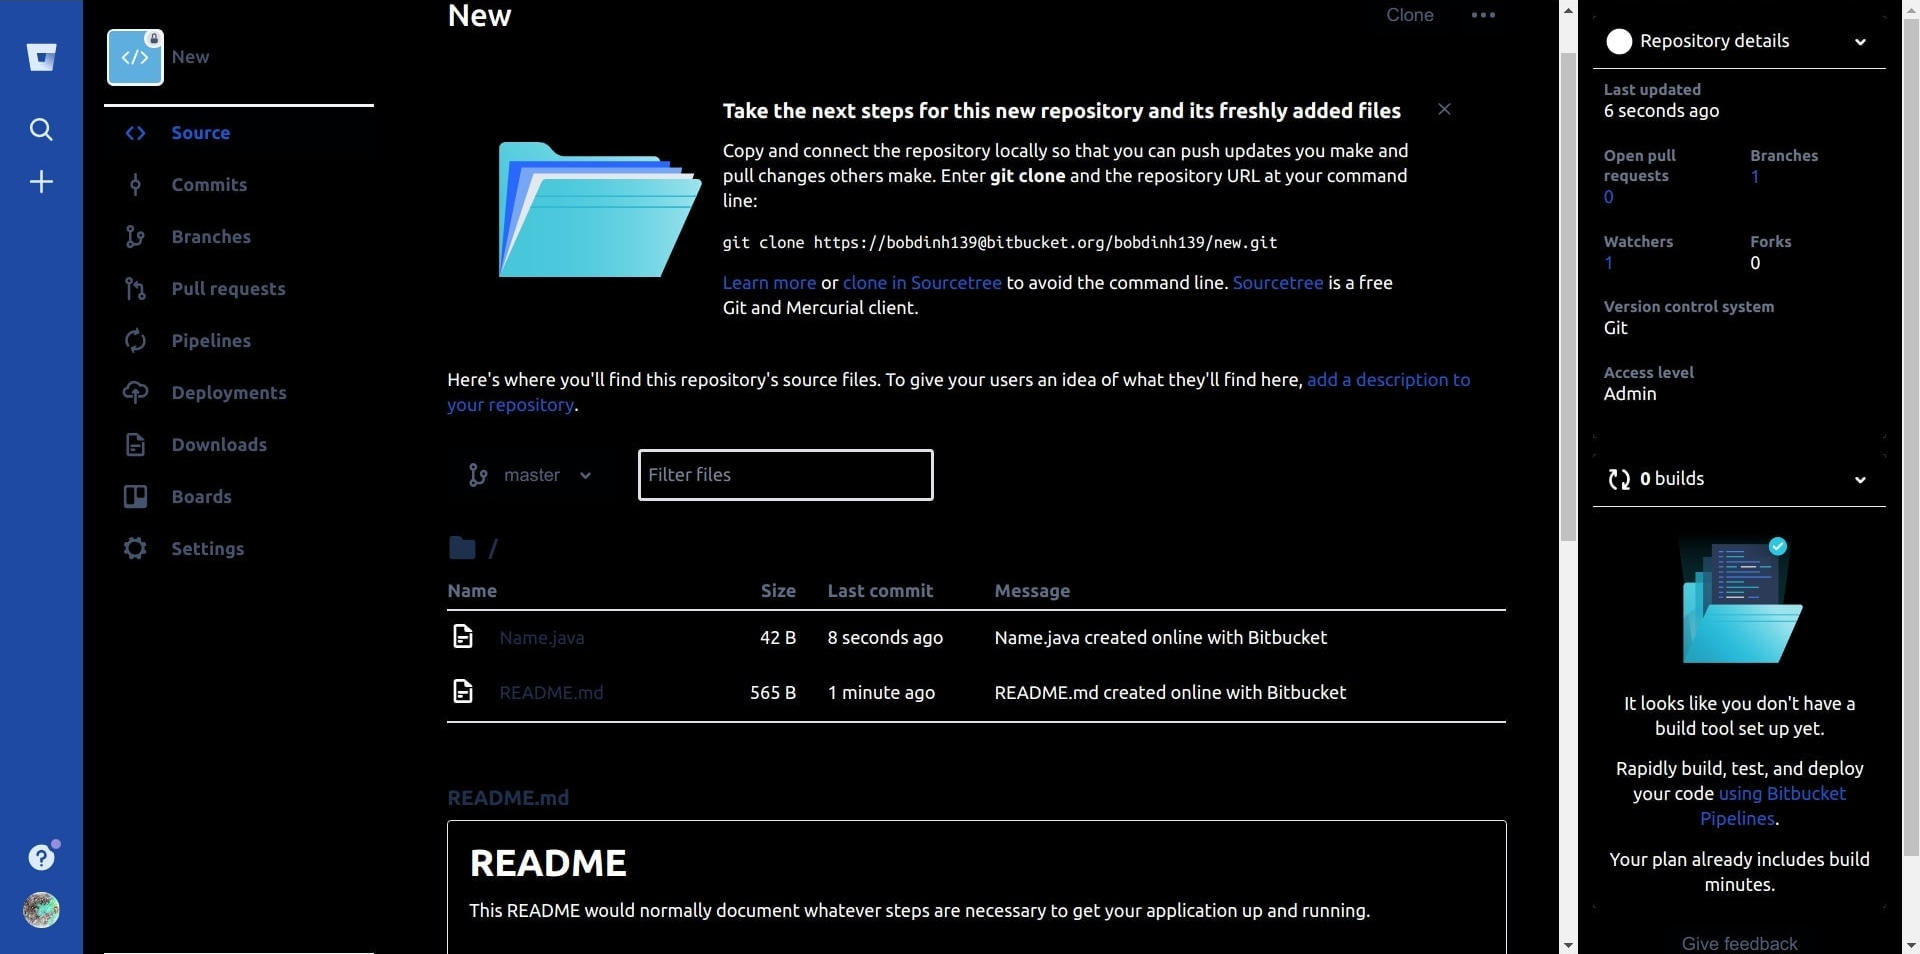 New
Clone
New
Source
Commits
Branches
Pull requests
Pipelines
Deployments
Downloads
Boards
Settings
Take the next steps for this new repository and its freshly added files
Copy and connect the repository locally so that you can push updates you make and
pull changes others make. Enter git clone and the repository URL at your command
line:
git clone https://bobdinh139@bitbucket.org/bobdinh139/new.git
Learn more or clone in Sourcetree to avoid the command line. Sourcetree is a free
Git and Mercurial client.
Here's where you'll find this repository's source files. To give your users an idea of what they'll find here, add a description to
your repository.
master
Filter files
/
Name Size Last commit Message
Name.java 42 B 8 seconds ago Name.java created online with Bitbucket
README.md 565 B 1 minute ago README.md created online with Bitbucket
README.md
README
This README would normally document whatever steps are necessary to get your application up and running.
Repository details
Last updated
6 seconds ago
Open pull
requests
0
Branches
1
Watchers
1
Forks
0
Version control system
Git
Access level
Admin
0 builds
It looks like you don't have a
build tool set up yet.
Rapidly build, test, and deploy
your code using Bitbucket
Pipelines.
Your plan already includes build
minutes.
Give feedback